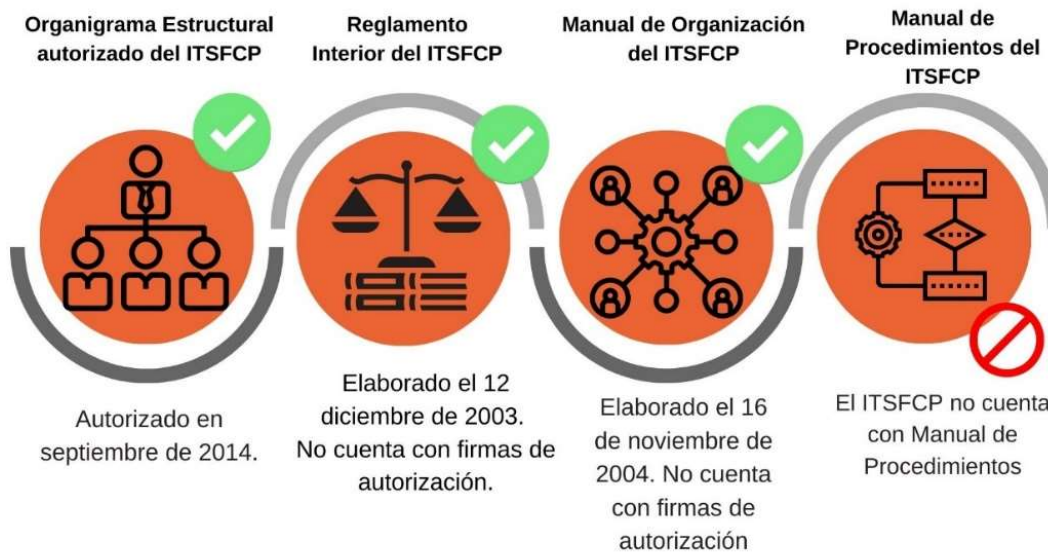 Organigrama Estructural
autorizado del ITSFCP
Reglamento
Interior del ITSFCP
Manual de Organización
del ITSFCP
Manual de
Procedimientos del
ITSFCP
Autorizado en
septiembre de 2014.
Elaborado el 12
diciembre de 2003.
No cuenta con firmas de
autorización.
Elaborado el 16
de noviembre de
2004. No cuenta
con firmas de
autorización
El ITSFCP no cuenta
con Manual de
Procedimientos